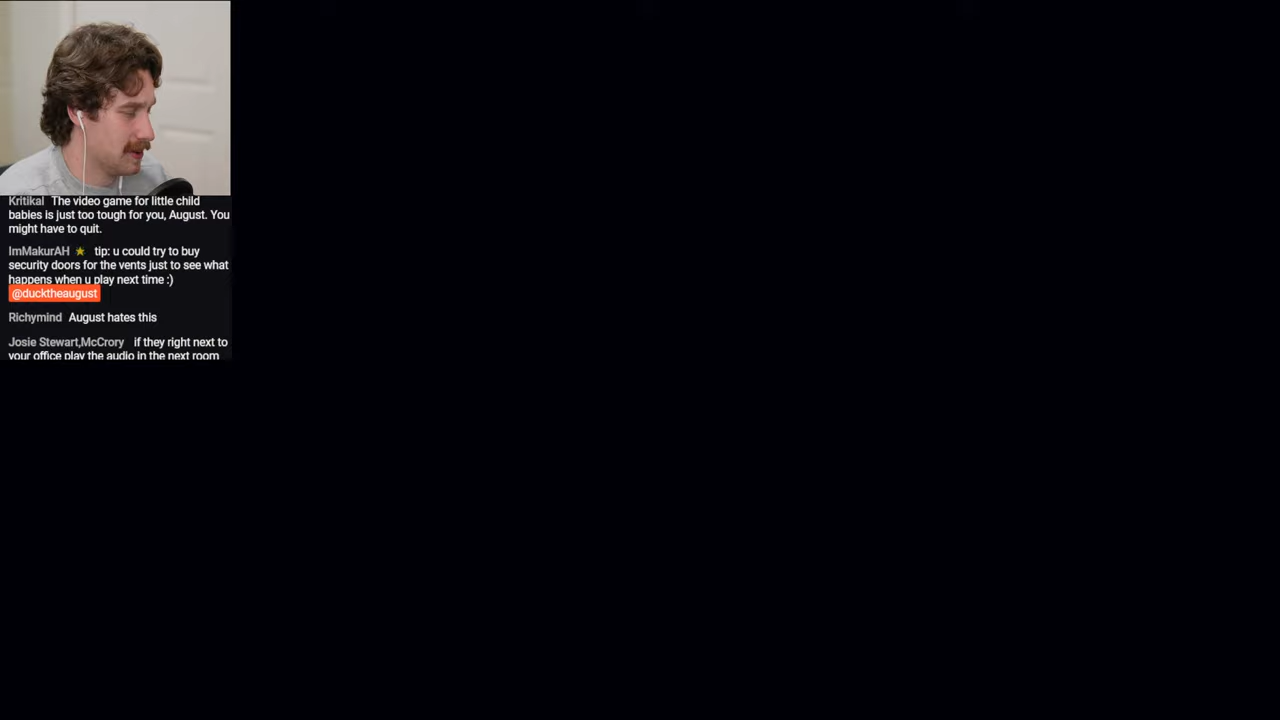 Kritikal The video game for little child
babies is just too tough for you, August. You
might have to quit.
ImMakurAH tip: u could try to buy
security doors for the vents just to see what
happens when u play next time :)
@ducktheaugust
Richymind August hates this
Josie Stewart,McCrory if they right next to
your office play the audio in the next room